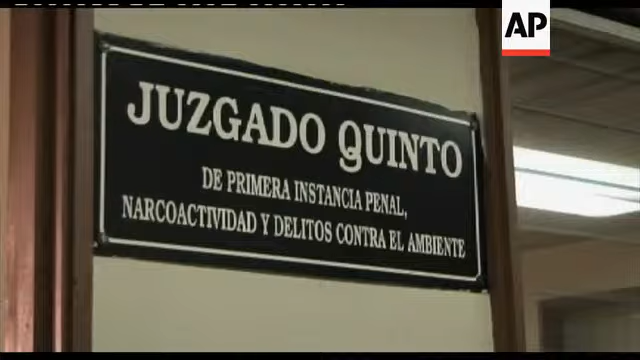 AP
JUZGADO QUINTO
DE PRIMERA INSTANCIA PENAL,
NARCOACTIVIDAD Y DELITOS CONTRA EL AMBIENTE